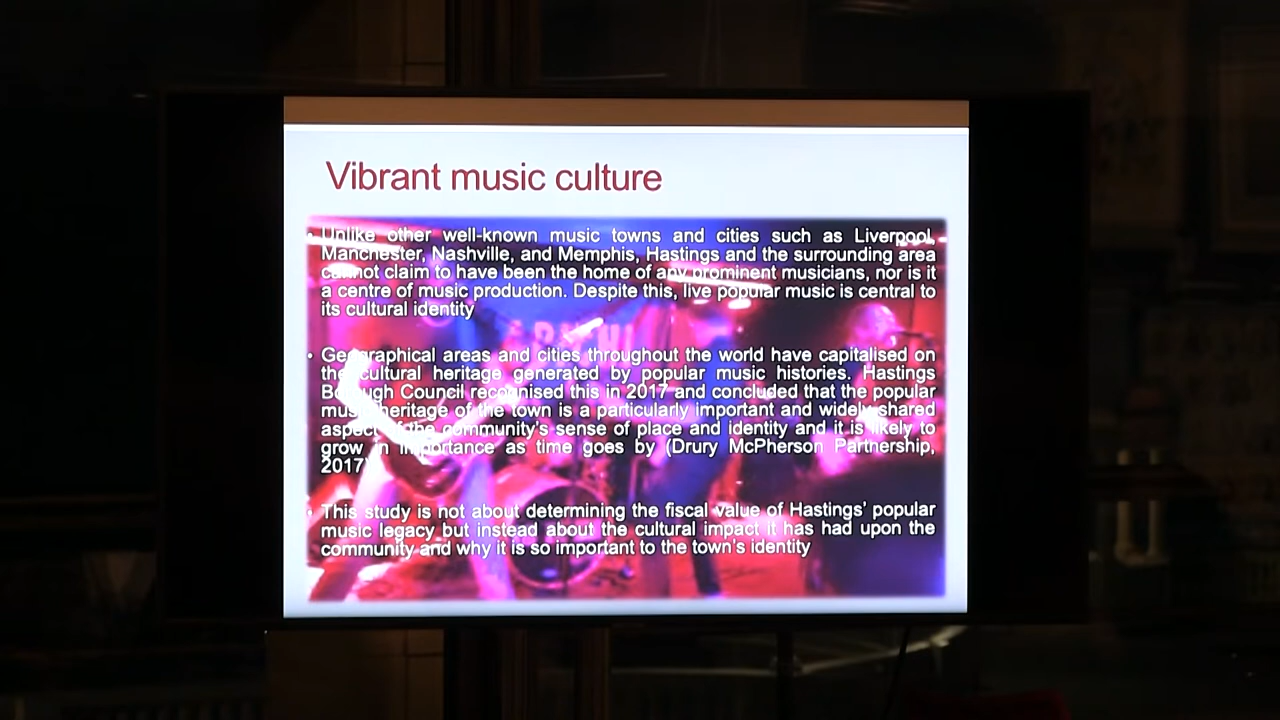 Vibrant music culture
• Unlike other well-known music towns and cities such as Liverpool,
Manchester, Nashville, and Memphis, Hastings and the surrounding area
cannot claim to have been the home of any prominent musicians, nor is it
a centre of music production. Despite this, live popular music is central to
its cultural identity
• Geographical areas and cities throughout the world have capitalised on
the cultural heritage generated by popular music histories. Hastings
Borough Council recognised this in 2017 and concluded that the popular
music heritage of the town is a particularly important and widely shared
aspect of the community's sense of place and identity and it is likely to
grow in importance as time goes by (Drury McPherson Partnership,
2017)
• This study is not about determining the fiscal value of Hastings' popular
music legacy but instead about the cultural impact it has had upon the
community and why it is so important to the town's identity